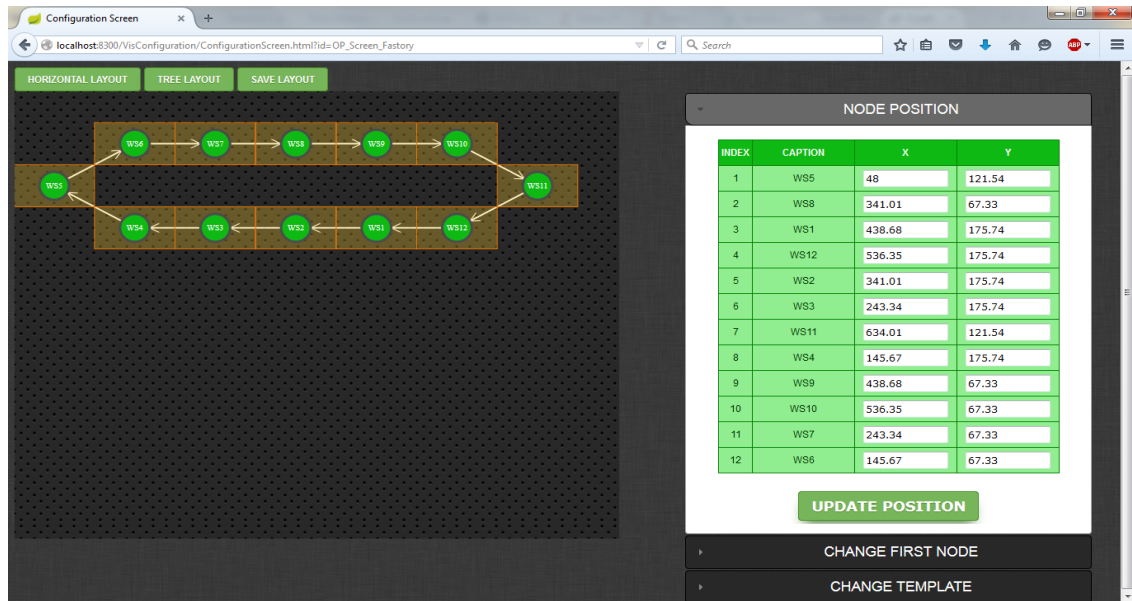 Configuration Screen
localhost:8300/VisConfiguration/ConfigurationScreen.html?id=OP_Screen_Fastory
Search
ABP
HORIZONTAL LAYOUT TREE LAYOUT SAVE LAYOUT
WS6 WS7 WS8 WS9 WS10
WS5 WS11
WS4 WS3 WS2 WS1 WS12
NODE POSITION
INDEX CAPTION X Y
1 WS5 48 121.54
2 WS8 341.01 67.33
3 WS1 438.68 175.74
4 WS12 536.35 175.74
5 WS2 341.01 175.74
6 WS3 243.34 175.74
7 WS11 634.01 121.54
8 WS4 145.67 175.74
9 WS9 438.68 67.33
10 WS10 536.35 67.33
11 WS7 243.34 67.33
12 WS6 145.67 67.33
UPDATE POSITION
CHANGE FIRST NODE
CHANGE TEMPLATE